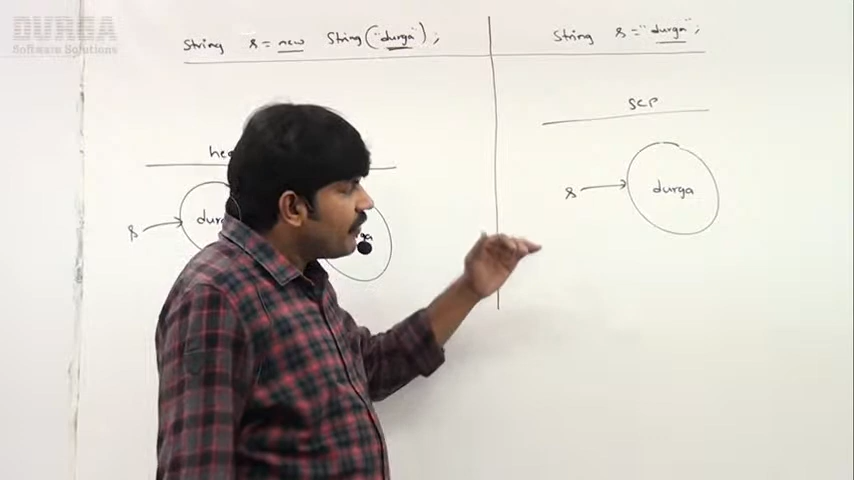 DURGA
Software Solutions
String s = new String("durga");
String s = "durga";
SCP
s
durga
s